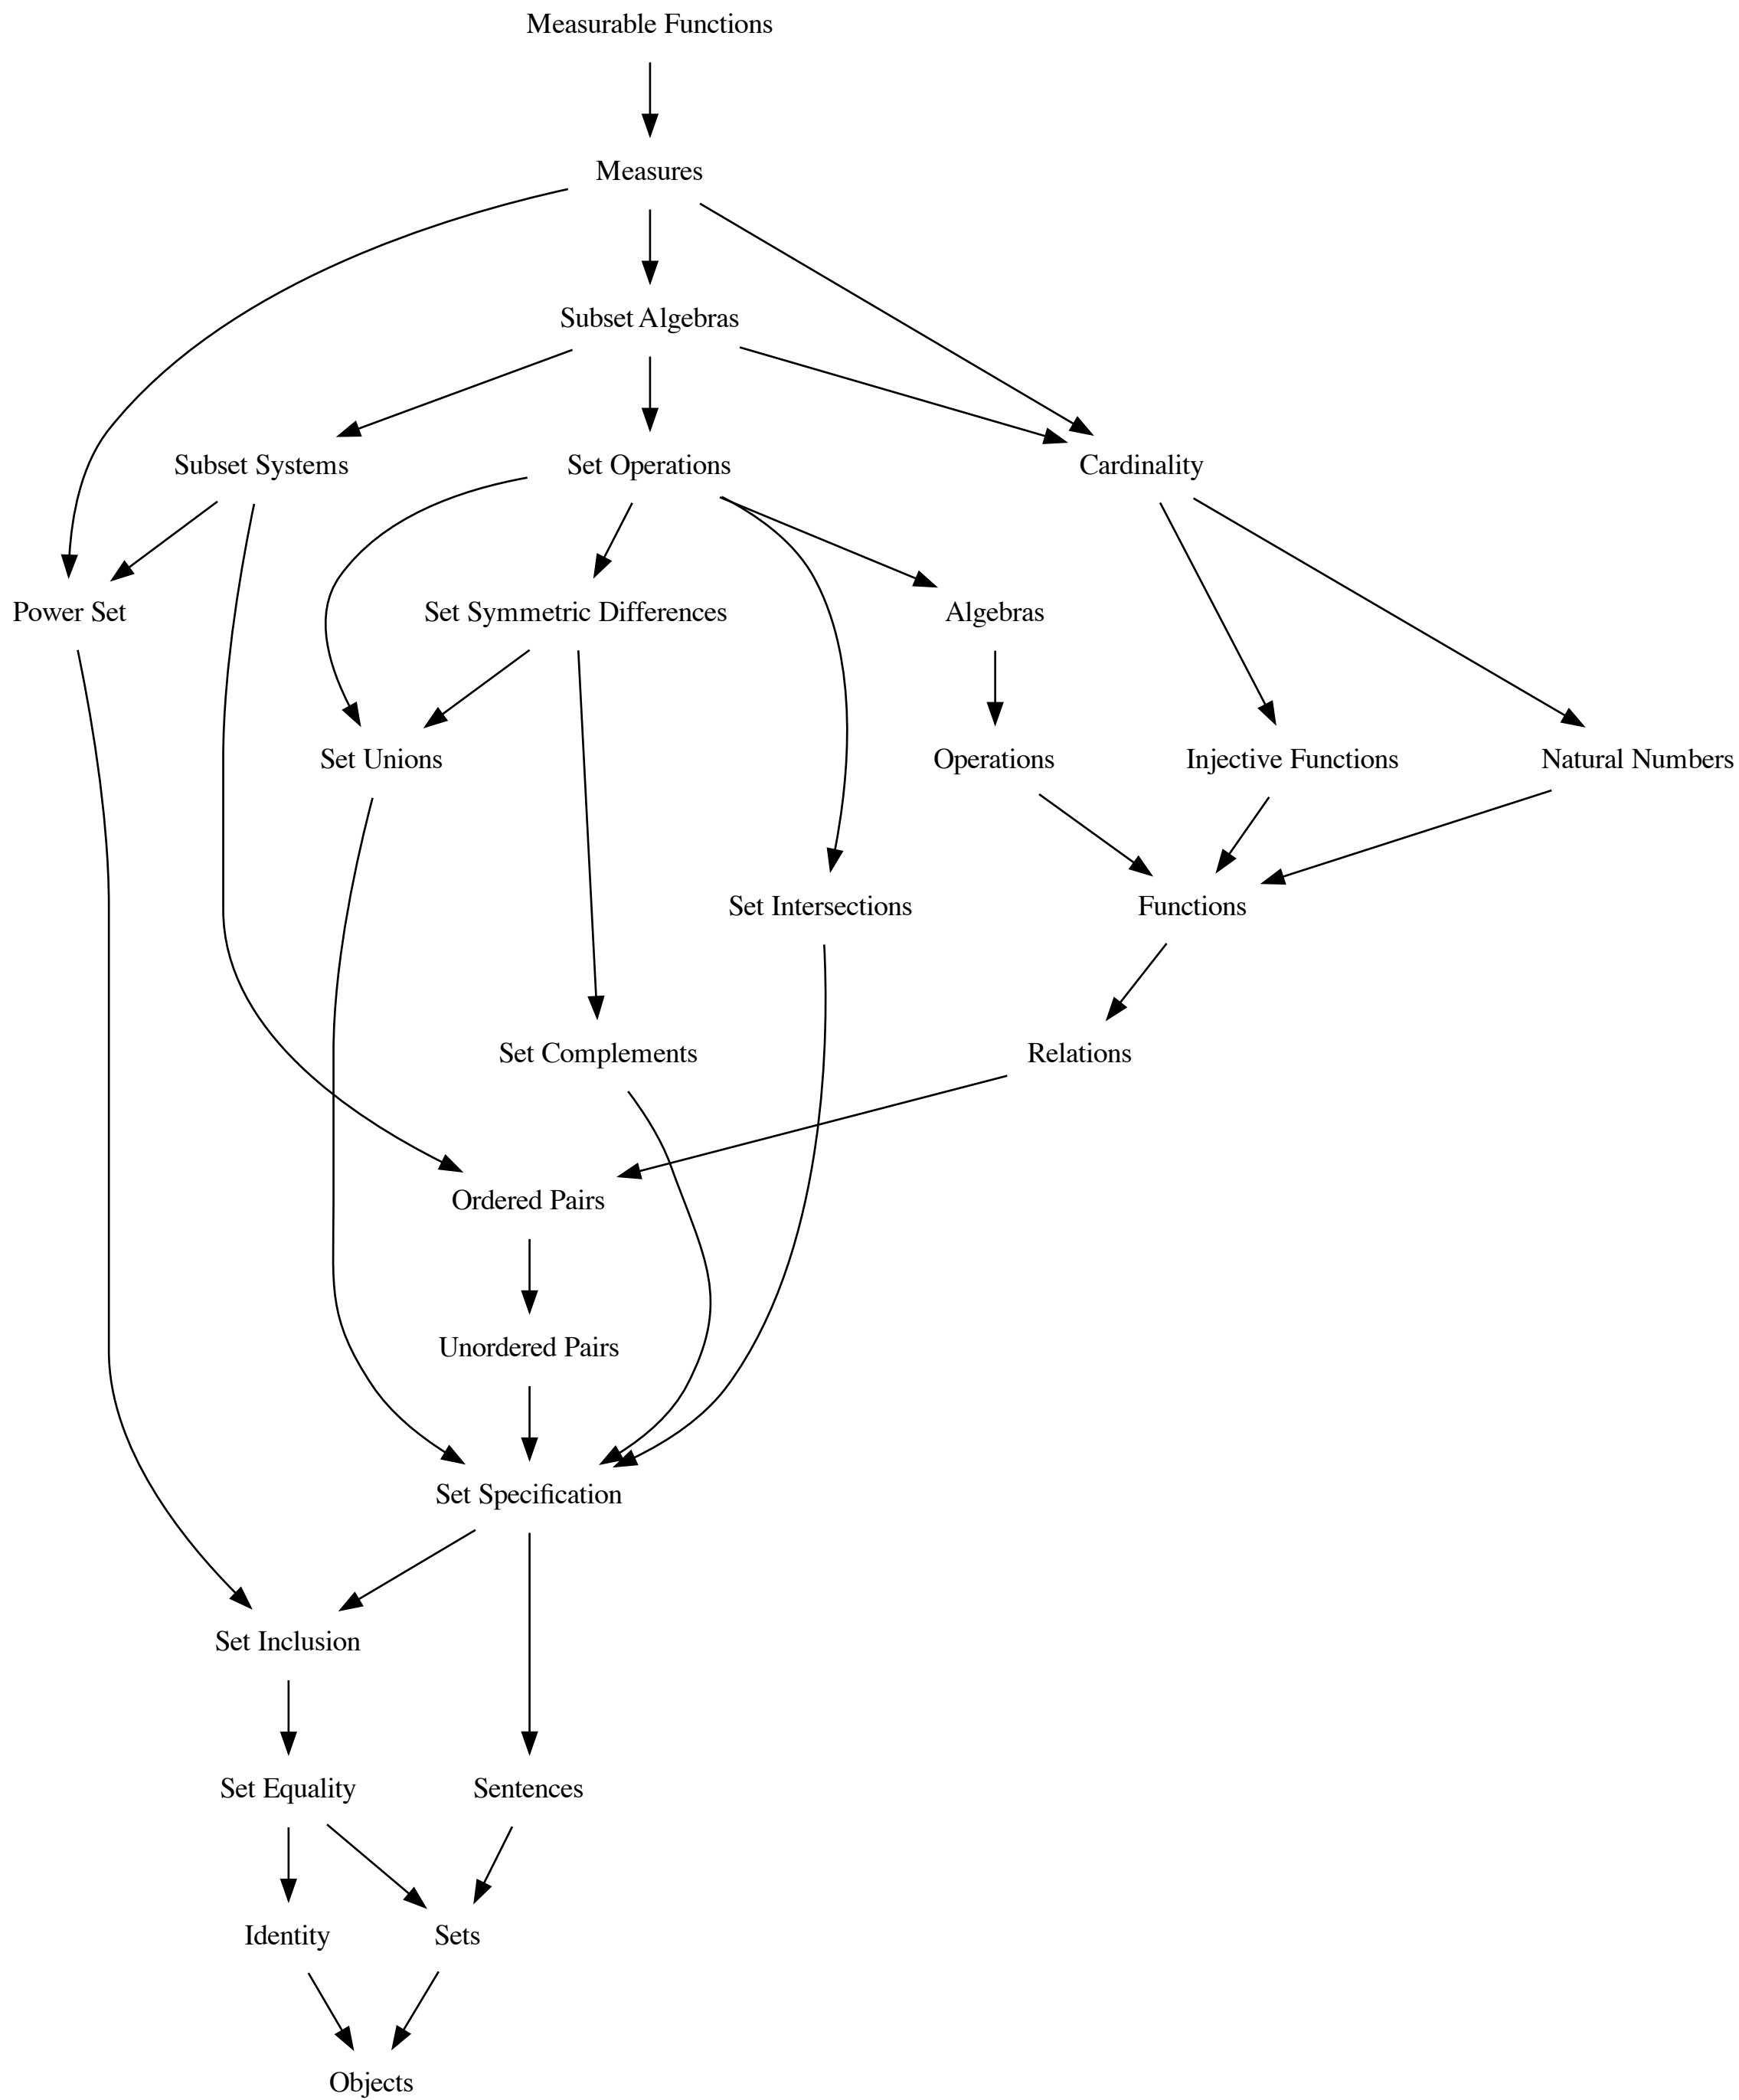 Measurable Functions
Measures
Subset Algebras
Subset Systems
Set Operations
Cardinality
Power Set
Set Symmetric Differences
Algebras
Set Unions
Operations
Injective Functions
Natural Numbers
Set Intersections
Functions
Set Complements
Relations
Ordered Pairs
Unordered Pairs
Set Specification
Set Inclusion
Set Equality
Sentences
Identity
Sets
Objects